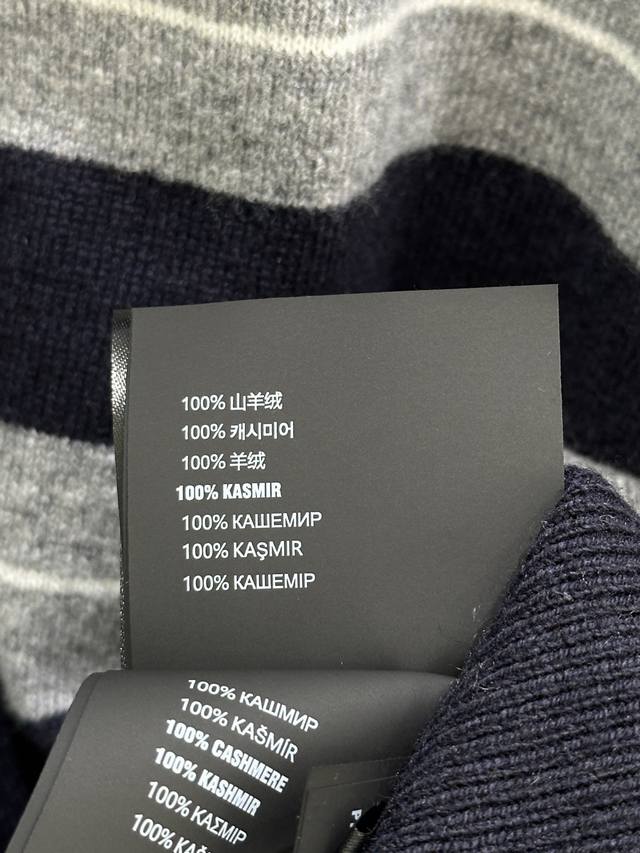 100% 山羊绒
100% 캐시미어
100% 羊绒
100% KASMIR
100% КАШЕМИР
100% KAŞMIR
100% КАШЕМІР
100% КАШМИР
100% KAŠMÍR
100% CASHMERE
100% KASHMIR
100% ΚΑΣΜΙΡ
100%